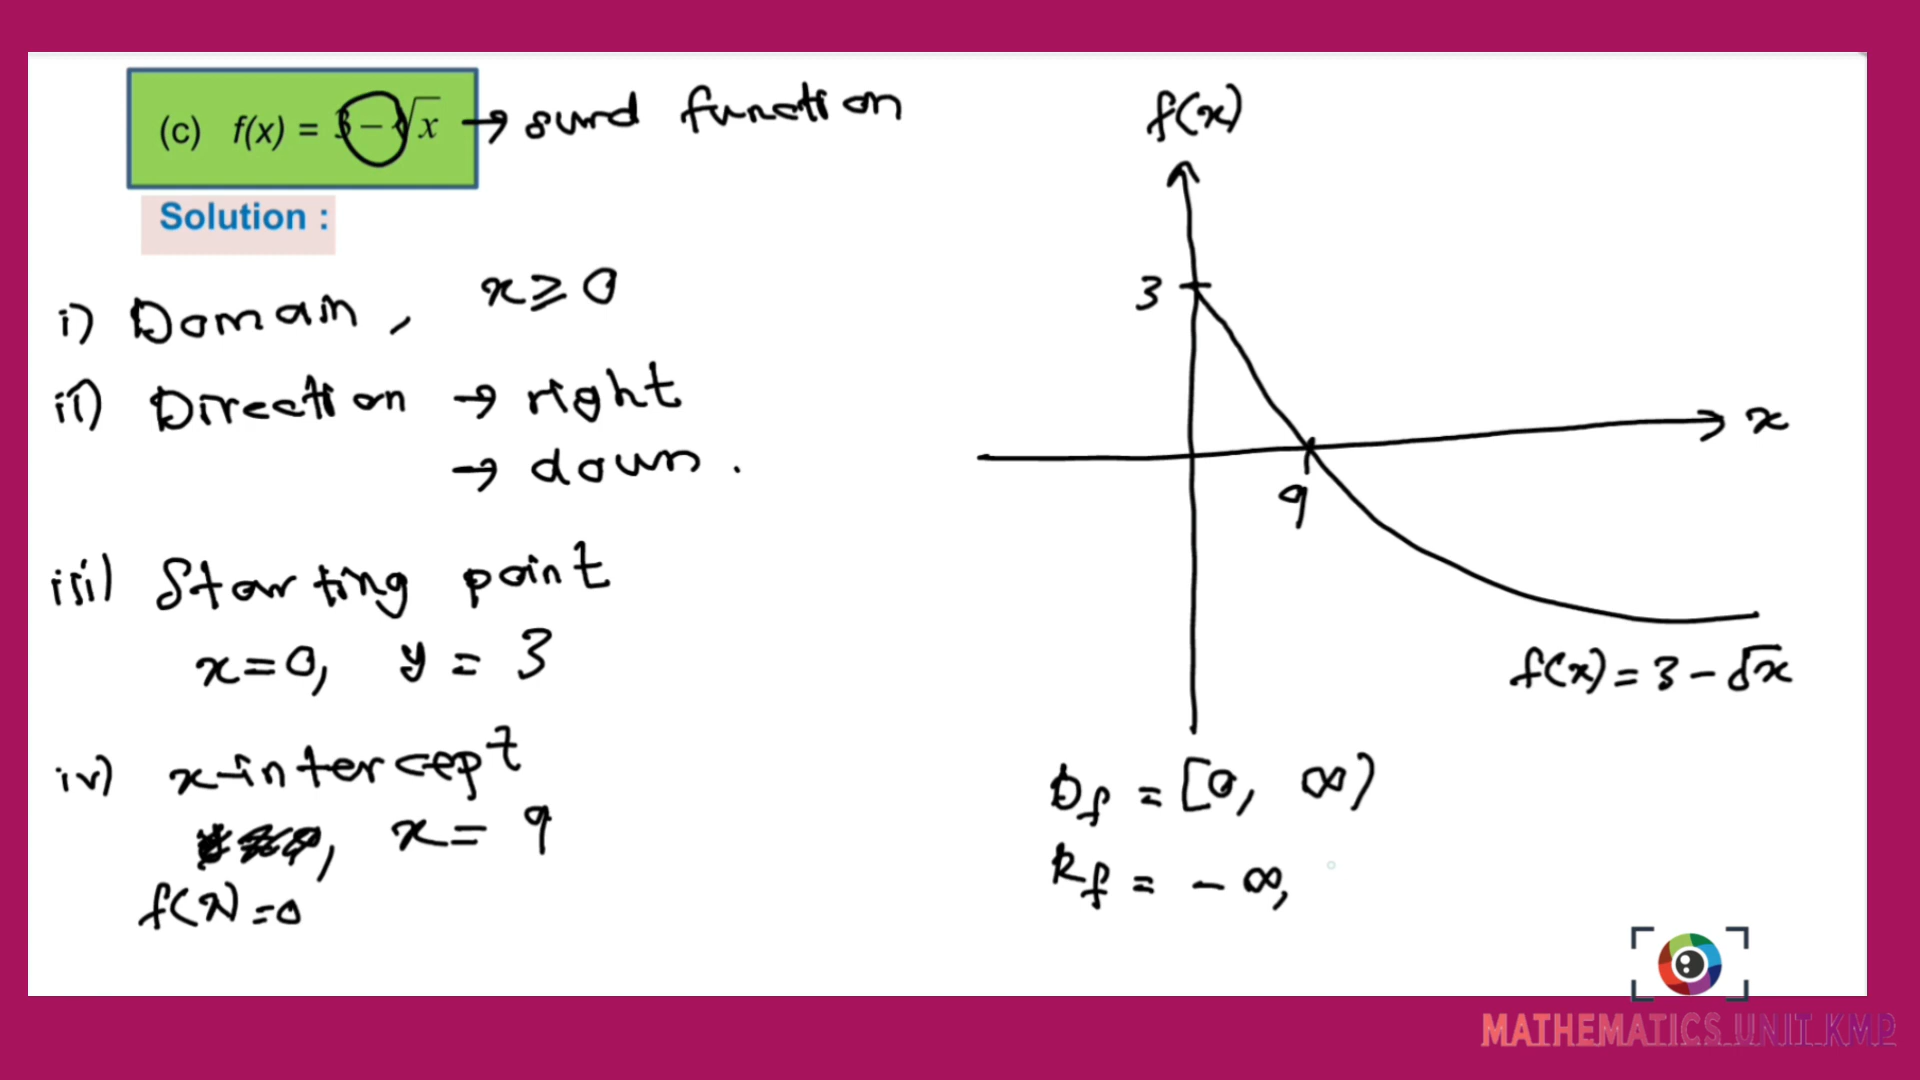 (c) f(x) = 3 − √x → surd function
Solution :
i) Domain, x ≥ 0
ii) Direction → right
→ down.
iii) Starting point
x = 0, y = 3
iv) x-intercept
, x = 9
f(x) = 0
f(x)
3
x
9
f(x) = 3 − √x
Df = [0, ∞)
Rf = − ∞,
MATHEMATICS UNIT KMP